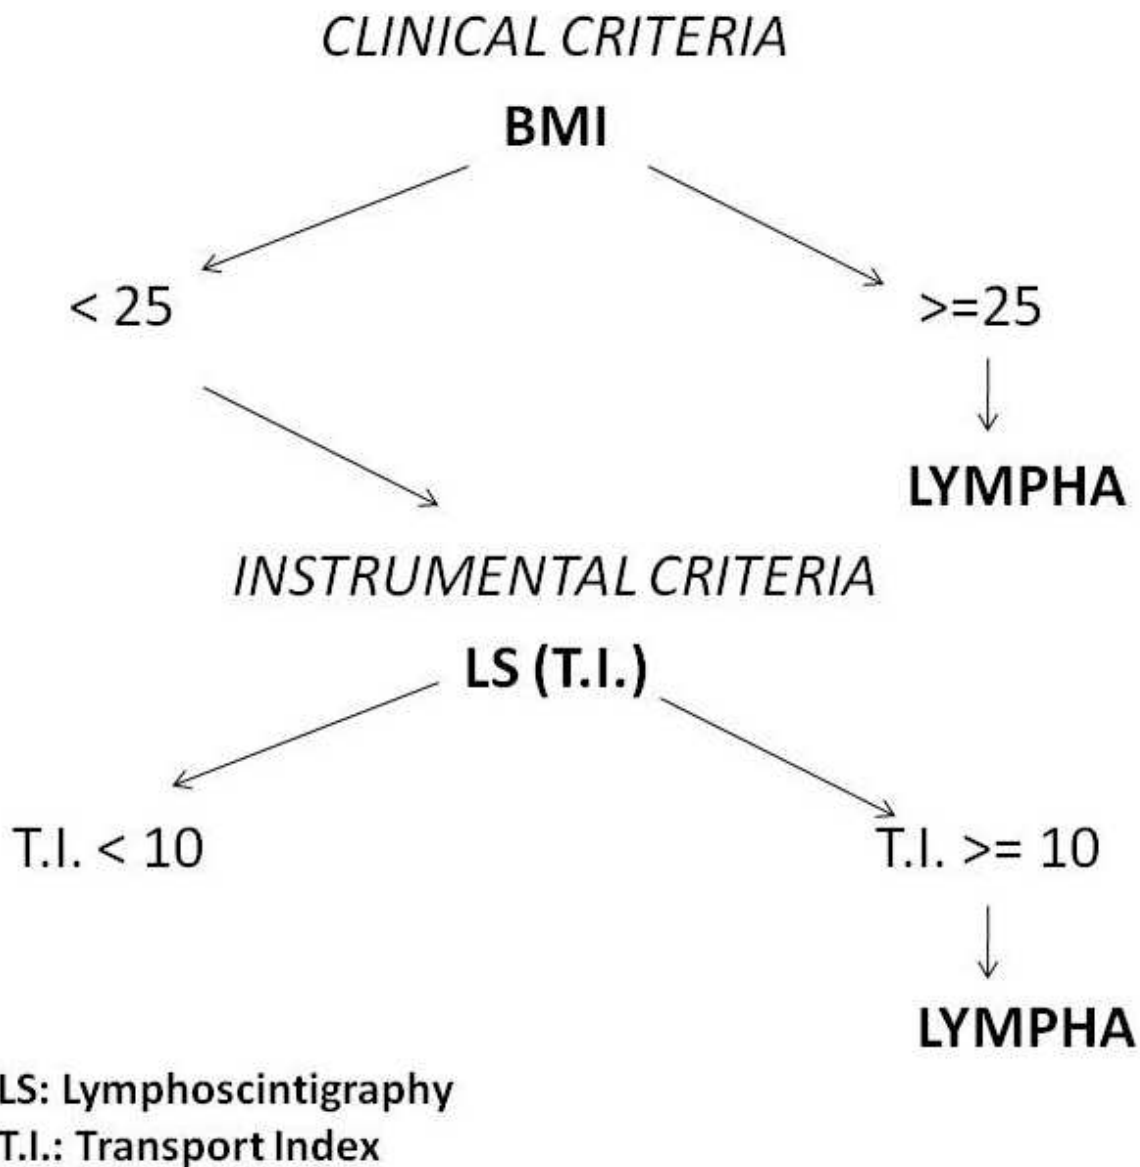 CLINICAL CRITERIA
BMI
< 25
>=25
LYMPHA
INSTRUMENTAL CRITERIA
LS (T.I.)
T.I. < 10
T.I. >= 10
LYMPHA
LS: Lymphoscintigraphy
T.I.: Transport Index